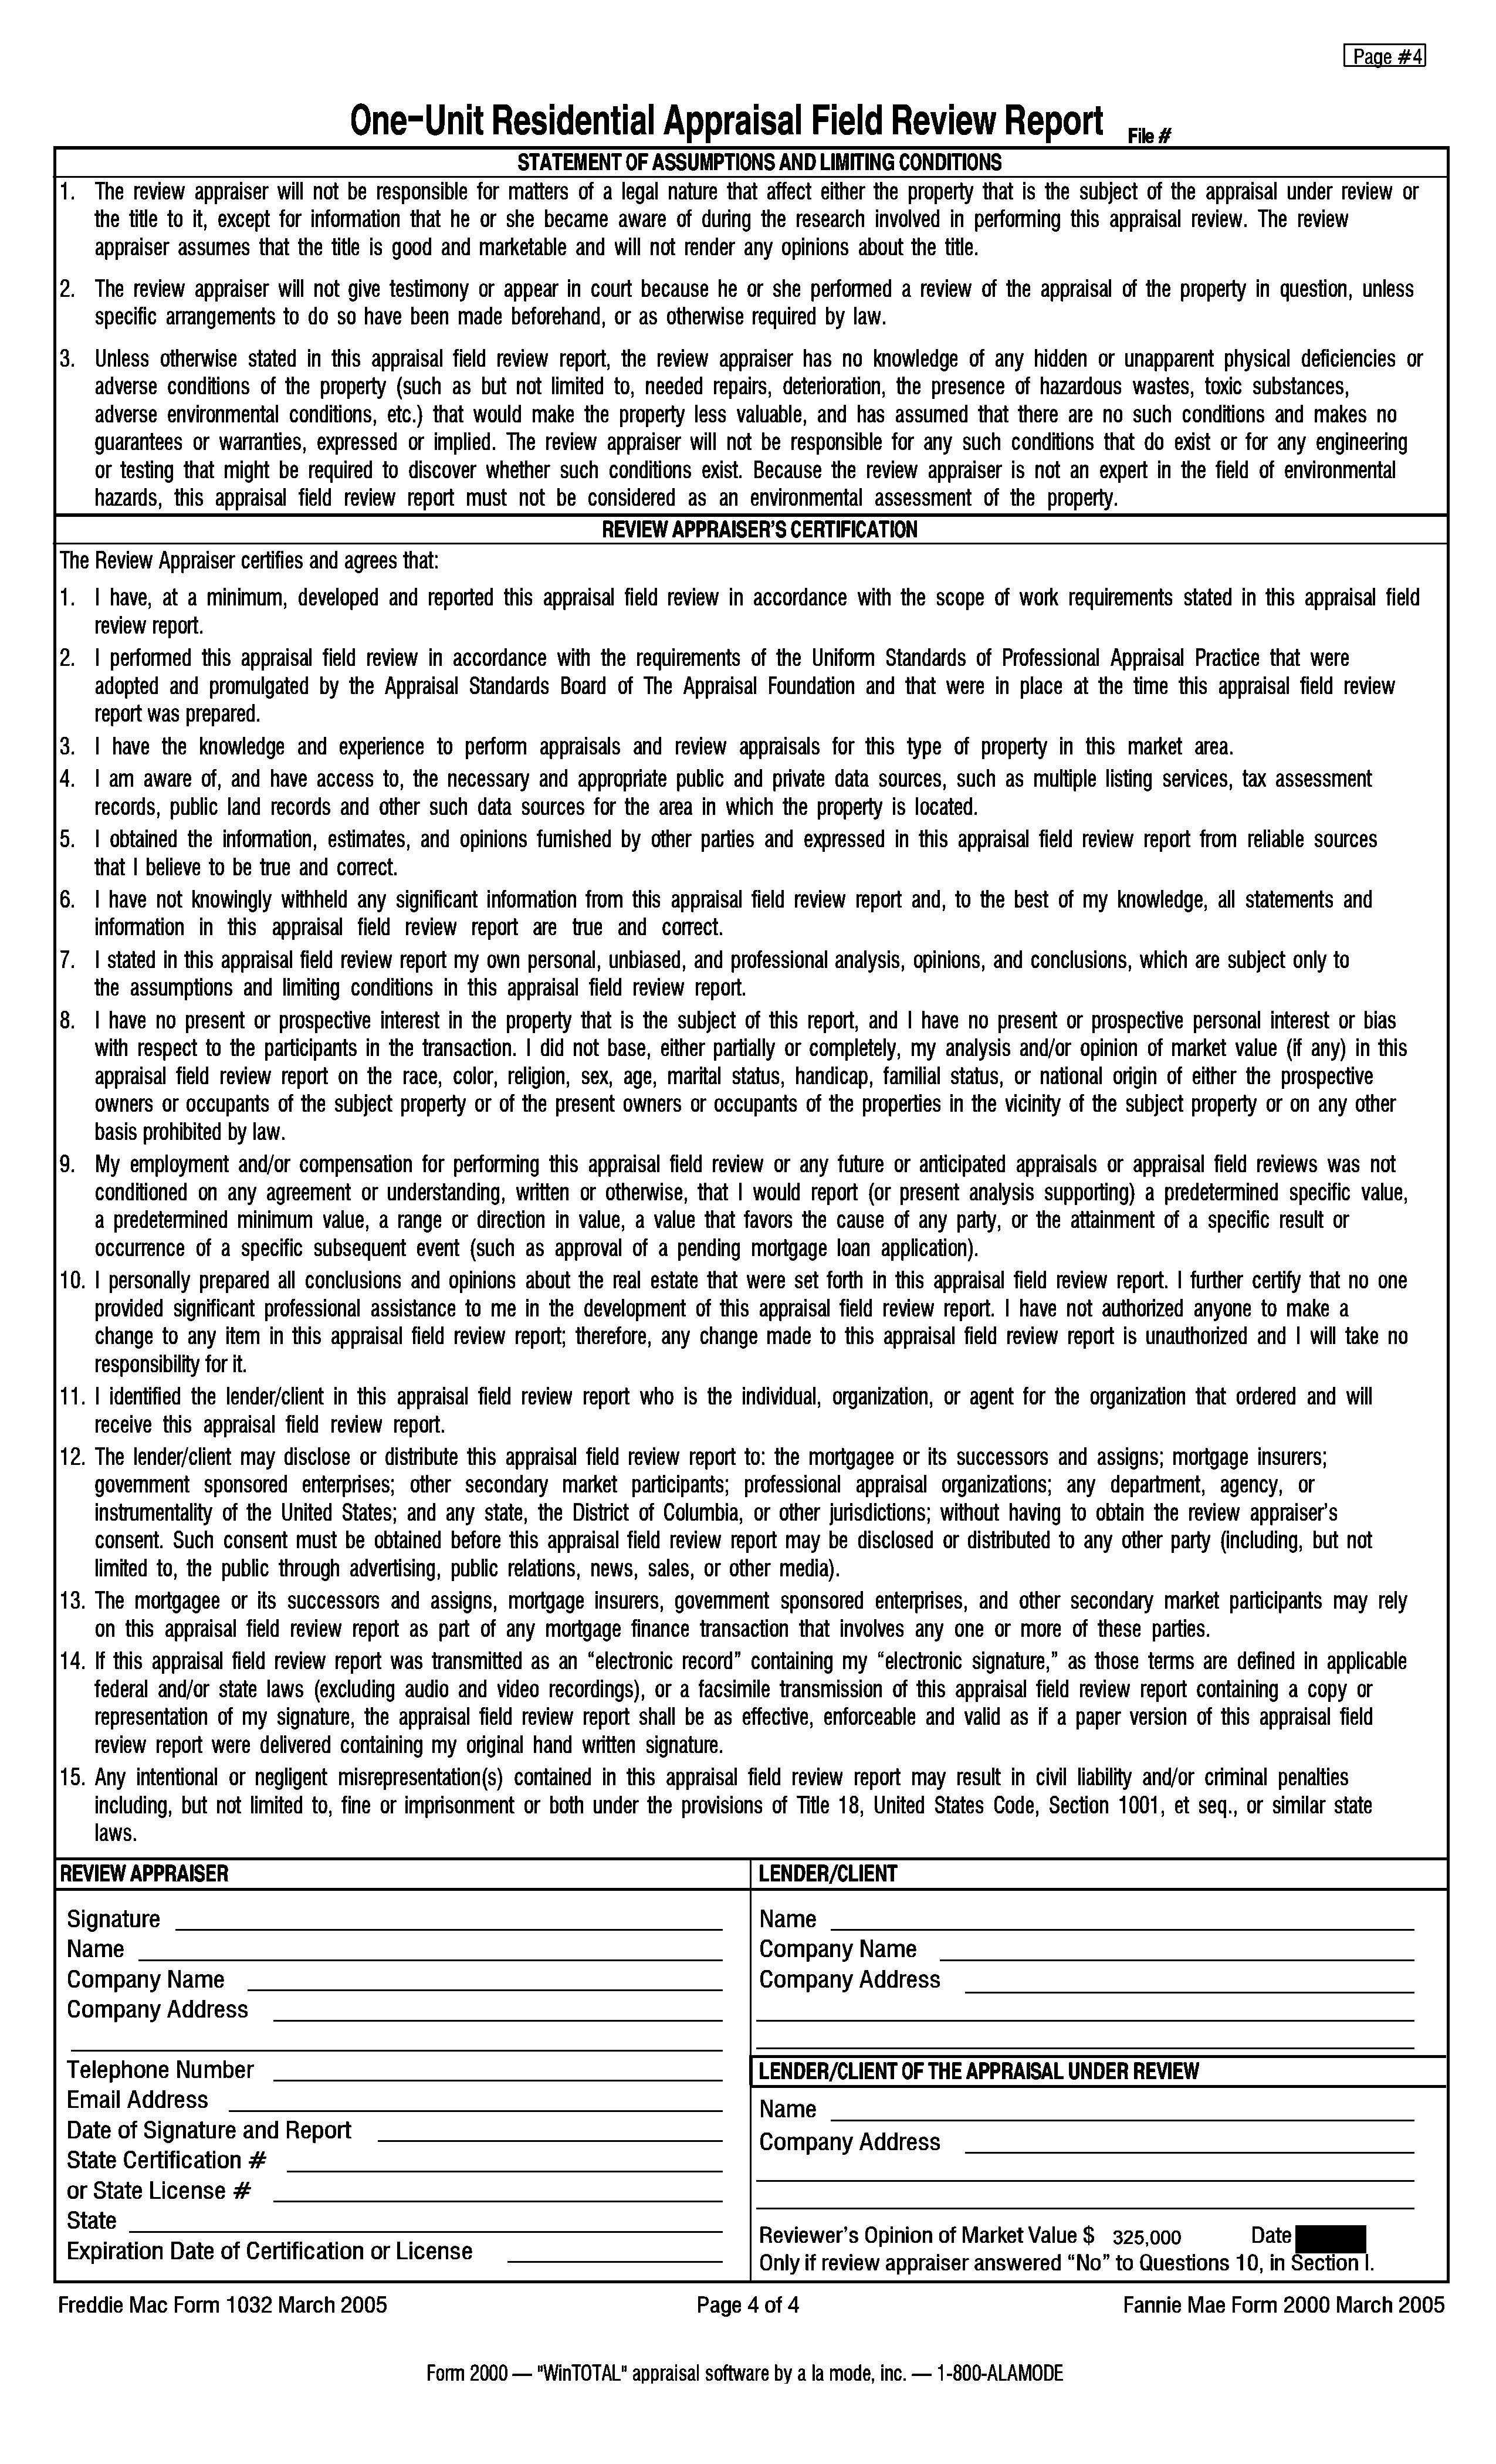 Page #4
One-Unit Residential Appraisal Field Review Report File #
STATEMENT OF ASSUMPTIONS AND LIMITING CONDITIONS
1. The review appraiser will not be responsible for matters of a legal nature that affect either the property that is the subject of the appraisal under review or
the title to it, except for information that he or she became aware of during the research involved in performing this appraisal review. The review
appraiser assumes that the title is good and marketable and will not render any opinions about the title.
2. The review appraiser will not give testimony or appear in court because he or she performed a review of the appraisal of the property in question, unless
specific arrangements to do so have been made beforehand, or as otherwise required by law.
3. Unless otherwise stated in this appraisal field review report, the review appraiser has no knowledge of any hidden or unapparent physical deficiencies or
adverse conditions of the property (such as but not limited to, needed repairs, deterioration, the presence of hazardous wastes, toxic substances,
adverse environmental conditions, etc.) that would make the property less valuable, and has assumed that there are no such conditions and makes no
guarantees or warranties, expressed or implied. The review appraiser will not be responsible for any such conditions that do exist or for any engineering
or testing that might be required to discover whether such conditions exist. Because the review appraiser is not an expert in the field of environmental
hazards, this appraisal field review report must not be considered as an environmental assessment of the property.
REVIEW APPRAISER'S CERTIFICATION
The Review Appraiser certifies and agrees that:
1. I have, at a minimum, developed and reported this appraisal field review in accordance with the scope of work requirements stated in this appraisal field
review report.
2. I performed this appraisal field review in accordance with the requirements of the Uniform Standards of Professional Appraisal Practice that were
adopted and promulgated by the Appraisal Standards Board of The Appraisal Foundation and that were in place at the time this appraisal field review
report was prepared.
3. I have the knowledge and experience to perform appraisals and review appraisals for this type of property in this market area.
4. I am aware of, and have access to, the necessary and appropriate public and private data sources, such as multiple listing services, tax assessment
records, public land records and other such data sources for the area in which the property is located.
5. I obtained the information, estimates, and opinions furnished by other parties and expressed in this appraisal field review report from reliable sources
that I believe to be true and correct.
6. I have not knowingly withheld any significant information from this appraisal field review report and, to the best of my knowledge, all statements and
information in this appraisal field review report are true and correct.
7. I stated in this appraisal field review report my own personal, unbiased, and professional analysis, opinions, and conclusions, which are subject only to
the assumptions and limiting conditions in this appraisal field review report.
8. I have no present or prospective interest in the property that is the subject of this report, and I have no present or prospective personal interest or bias
with respect to the participants in the transaction. I did not base, either partially or completely, my analysis and/or opinion of market value (if any) in this
appraisal field review report on the race, color, religion, sex, age, marital status, handicap, familial status, or national origin of either the prospective
owners or occupants of the subject property or of the present owners or occupants of the properties in the vicinity of the subject property or on any other
basis prohibited by law.
9. My employment and/or compensation for performing this appraisal field review or any future or anticipated appraisals or appraisal field reviews was not
conditioned on any agreement or understanding, written or otherwise, that I would report (or present analysis supporting) a predetermined specific value,
a predetermined minimum value, a range or direction in value, a value that favors the cause of any party, or the attainment of a specific result or
occurrence of a specific subsequent event (such as approval of a pending mortgage loan application).
10. I personally prepared all conclusions and opinions about the real estate that were set forth in this appraisal field review report. I further certify that no one
provided significant professional assistance to me in the development of this appraisal field review report. I have not authorized anyone to make a
change to any item in this appraisal field review report; therefore, any change made to this appraisal field review report is unauthorized and I will take no
responsibility for it.
11. I identified the lender/client in this appraisal field review report who is the individual, organization, or agent for the organization that ordered and will
receive this appraisal field review report.
12. The lender/client may disclose or distribute this appraisal field review report to: the mortgagee or its successors and assigns; mortgage insurers;
government sponsored enterprises; other secondary market participants; professional appraisal organizations; any department, agency, or
instrumentality of the United States; and any state, the District of Columbia, or other jurisdictions; without having to obtain the review appraiser's
consent. Such consent must be obtained before this appraisal field review report may be disclosed or distributed to any other party (including, but not
limited to, the public through advertising, public relations, news, sales, or other media).
13. The mortgagee or its successors and assigns, mortgage insurers, government sponsored enterprises, and other secondary market participants may rely
on this appraisal field review report as part of any mortgage finance transaction that involves any one or more of these parties.
14. If this appraisal field review report was transmitted as an “electronic record” containing my “electronic signature,” as those terms are defined in applicable
federal and/or state laws (excluding audio and video recordings), or a facsimile transmission of this appraisal field review report containing a copy or
representation of my signature, the appraisal field review report shall be as effective, enforceable and valid as if a paper version of this appraisal field
review report were delivered containing my original hand written signature.
15. Any intentional or negligent misrepresentation(s) contained in this appraisal field review report may result in civil liability and/or criminal penalties
including, but not limited to, fine or imprisonment or both under the provisions of Title 18, United States Code, Section 1001, et seq., or similar state
laws.
REVIEW APPRAISER
Signature
Name
Company Name
Company Address
Telephone Number
Email Address
Date of Signature and Report
State Certification #
or State License #
State
Expiration Date of Certification or License
LENDER/CLIENT
Name
Company Name
Company Address
LENDER/CLIENT OF THE APPRAISAL UNDER REVIEW
Name
Company Address
Reviewer's Opinion of Market Value $ 325,000 Date
Only if review appraiser answered “No” to Questions 10, in Section I.
Freddie Mac Form 1032 March 2005 Page 4 of 4 Fannie Mae Form 2000 March 2005
Form 2000 — "WinTOTAL" appraisal software by a la mode, inc. — 1-800-ALAMODE